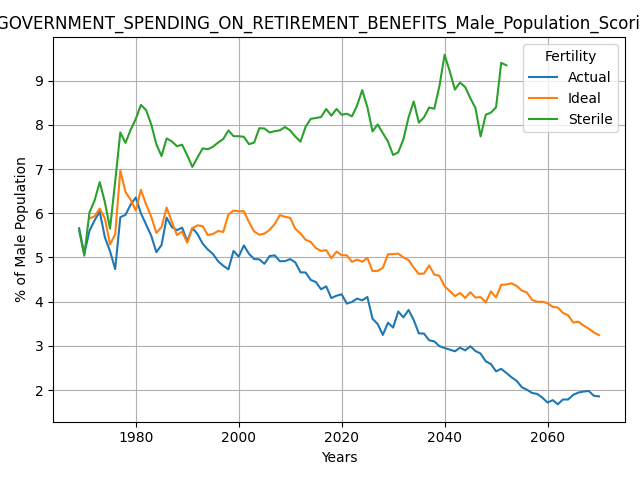 GOVERNMENT_SPENDING_ON_RETIREMENT_BENEFITS_Male_Population_Scori
Fertility
Actual
Ideal
Sterile
% of Male Population
9
8
7
6
5
4
3
2
1980
2000
2020
2040
2060
Years